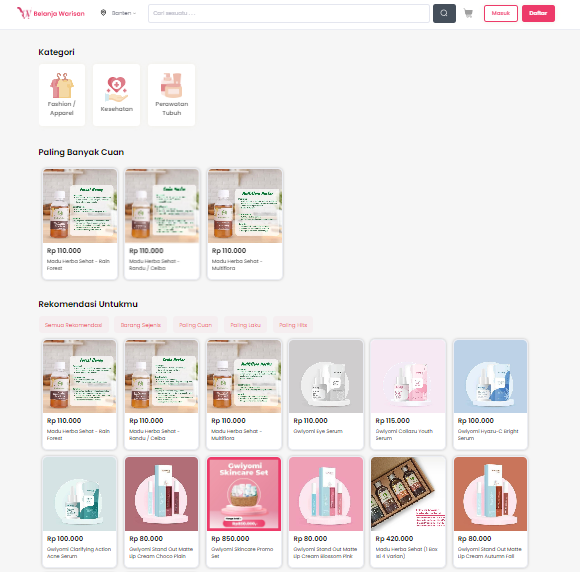 Belanja Warisan
Banten
Cari sesuatu.....
Masuk
Daftar
Kategori
Fashion /
Apparel
Kesehatan
Perawatan
Tubuh
Paling Banyak Cuan
Rp 110.000
Madu Herba Sehat - Rain
Forest
Rp 110.000
Madu Herba Sehat -
Randu / Ceiba
Rp 110.000
Madu Herba Sehat -
Multiflora
Rekomendasi Untukmu
Semua Rekomendasi
Barang Sejenis
Paling Cuan
Paling Laku
Paling Hits
Rp 110.000
Madu Herba Sehat - Rain
Forest
Rp 110.000
Madu Herba Sehat -
Randu / Ceiba
Rp 110.000
Madu Herba Sehat -
Multiflora
Rp 110.000
Gwiyomi Eye Serum
Rp 115.000
Gwiyomi Collazu Youth
Serum
Rp 100.000
Gwiyomi Hyazu-C Bright
Serum
Rp 100.000
Gwiyomi Clarifying Action
Acne Serum
Rp 80.000
Gwiyomi Stand Out Matte
Lip Cream Choco Plain
Gwiyomi
Skincare Set
Rp 850.000
Gwiyomi Skincare Promo
Set
Rp 80.000
Gwiyomi Stand Out Matte
Lip Cream Blossom Pink
Rp 420.000
Madu Herba Sehat (1 Box
isi 4 Varian)
Rp 80.000
Gwiyomi Stand Out Matte
Lip Cream Autumn Fall